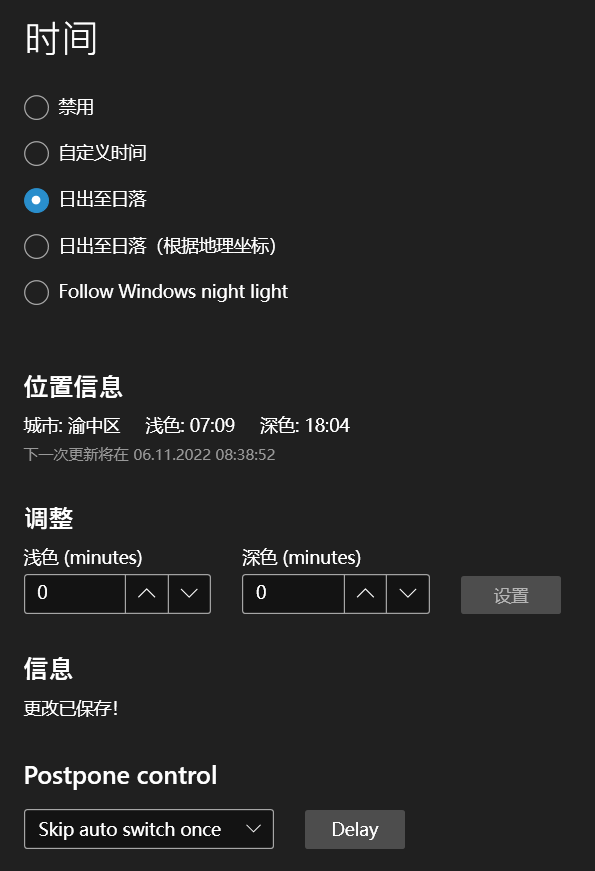 时间
禁用
自定义时间
日出至日落
日出至日落（根据地理坐标）
Follow Windows night light
位置信息
城市: 渝中区 浅色: 07:09 深色: 18:04
下一次更新将在 06.11.2022 08:38:52
调整
浅色 (minutes) 深色 (minutes)
0 0 设置
信息
更改已保存！
Postpone control
Skip auto switch once Delay